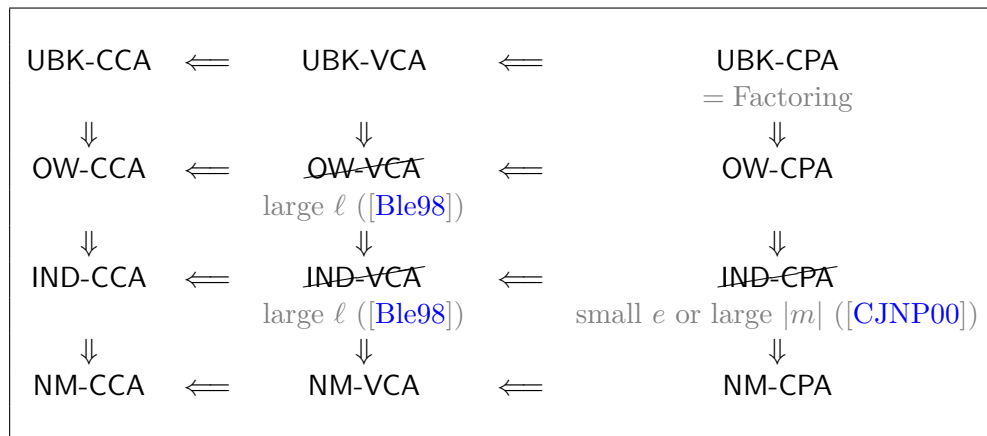 UBK-CCA ⟸ UBK-VCA ⟸ UBK-CPA
= Factoring
⇓ ⇓ ⇓
OW-CCA ⟸ OW-VCA ⟸ OW-CPA
large ℓ ([Ble98])
⇓ ⇓ ⇓
IND-CCA ⟸ IND-VCA ⟸ IND-CPA
large ℓ ([Ble98]) small e or large |m| ([CJNP00])
⇓ ⇓ ⇓
NM-CCA ⟸ NM-VCA ⟸ NM-CPA